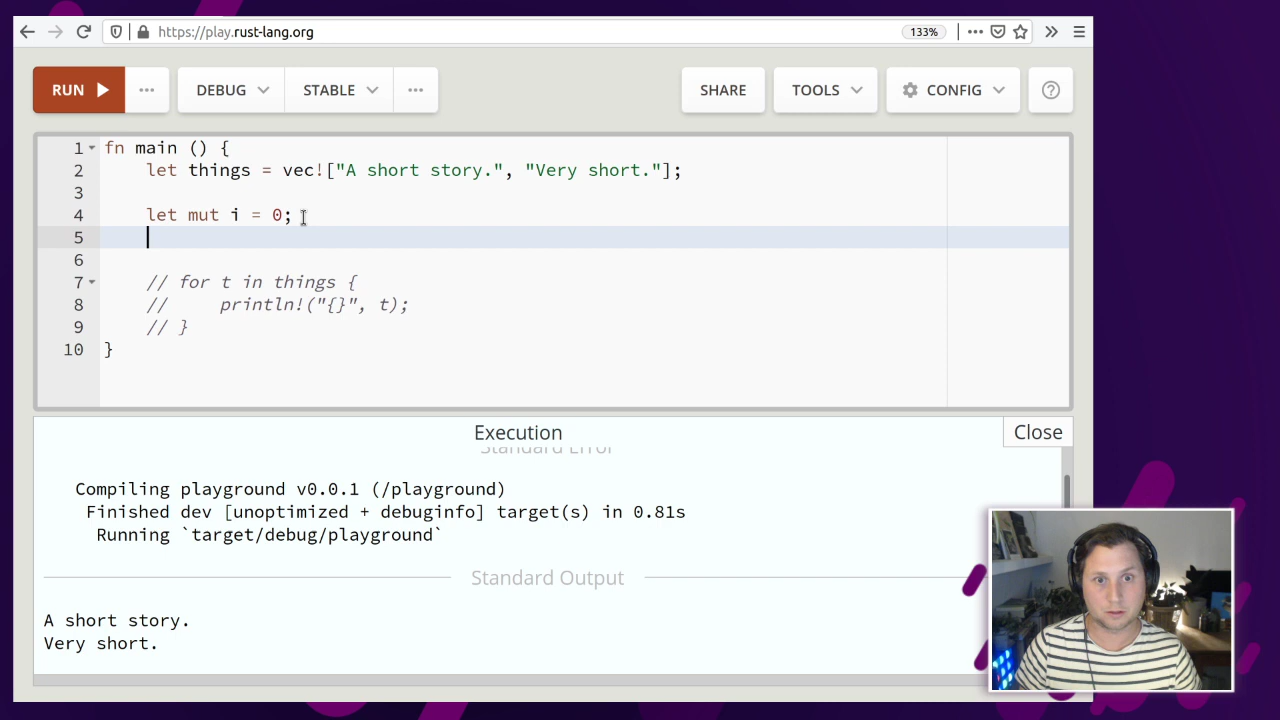 https://play.rust-lang.org 133%
RUN DEBUG STABLE SHARE TOOLS CONFIG
1 fn main () {
2 let things = vec!["A short story.", "Very short."];
3
4 let mut i = 0;
5
6
7 // for t in things {
8 // println!("{}", t);
9 // }
10 }
Execution Close
Standard Error
Compiling playground v0.0.1 (/playground)
Finished dev [unoptimized + debuginfo] target(s) in 0.81s
Running `target/debug/playground`
Standard Output
A short story.
Very short.